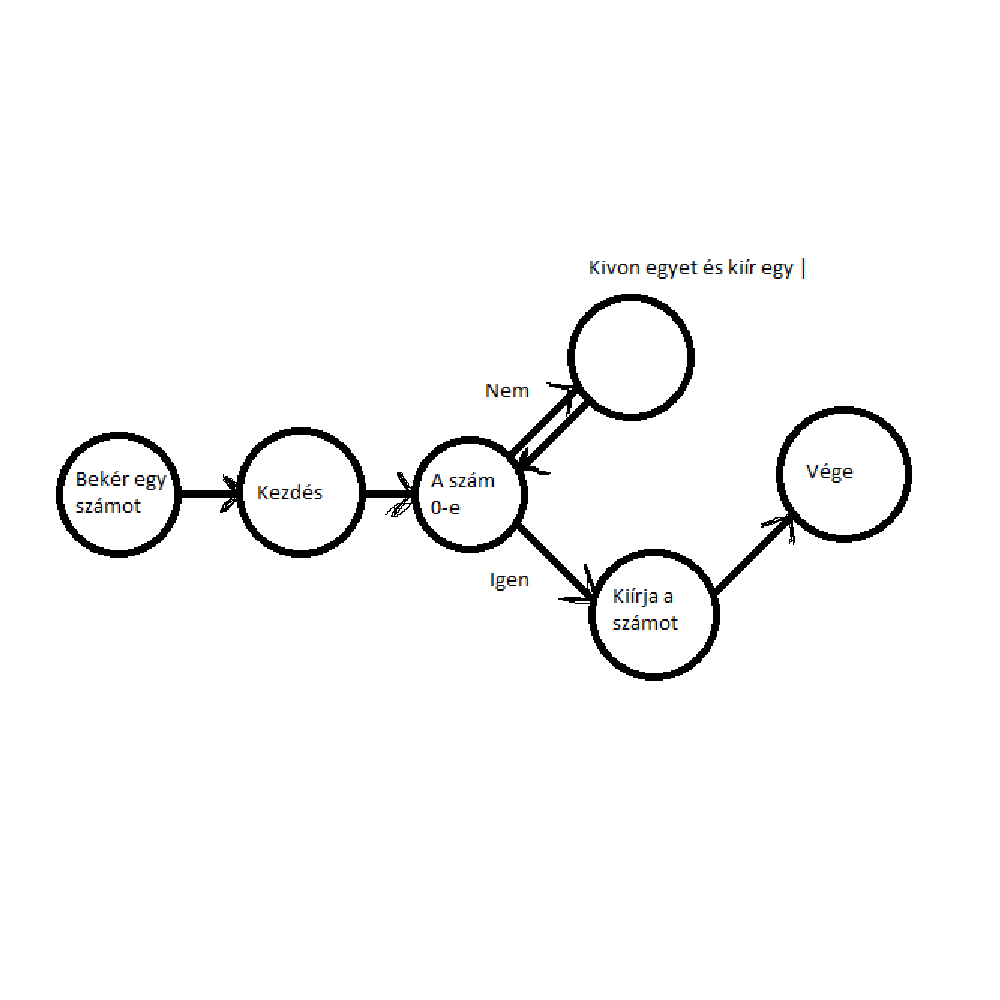 Kivon egyet és kiír egy |
Nem
Bekér egy
számot
Kezdés
A szám
0-e
Vége
Igen
Kiírja a
számot